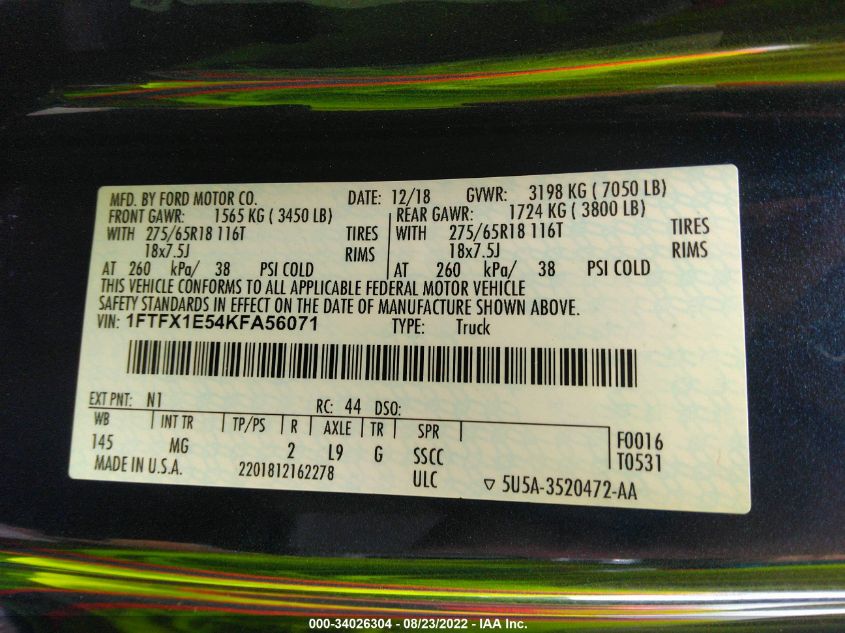 MFD. BY FORD MOTOR CO. DATE: 12/18 GVWR: 3198 KG ( 7050 LB)
FRONT GAWR: 1565 KG ( 3450 LB) REAR GAWR: 1724 KG ( 3800 LB)
WITH 275/65R18 116T TIRES WITH 275/65R18 116T TIRES
18x7.5J RIMS 18x7.5J RIMS
AT 260 kPa/ 38 PSI COLD AT 260 kPa/ 38 PSI COLD
THIS VEHICLE CONFORMS TO ALL APPLICABLE FEDERAL MOTOR VEHICLE
SAFETY STANDARDS IN EFFECT ON THE DATE OF MANUFACTURE SHOWN ABOVE.
VIN: 1FTFX1E54KFA56071 TYPE: Truck
EXT PNT: N1 RC: 44 DSO:
WB INT TR TP/PS R AXLE TR SPR F0016
145 MG 2 L9 G SSCC T0531
MADE IN U.S.A. 2201812162278 ULC ▽ 5U5A-3520472-AA
000-34026304 - 08/23/2022 - IAA Inc.